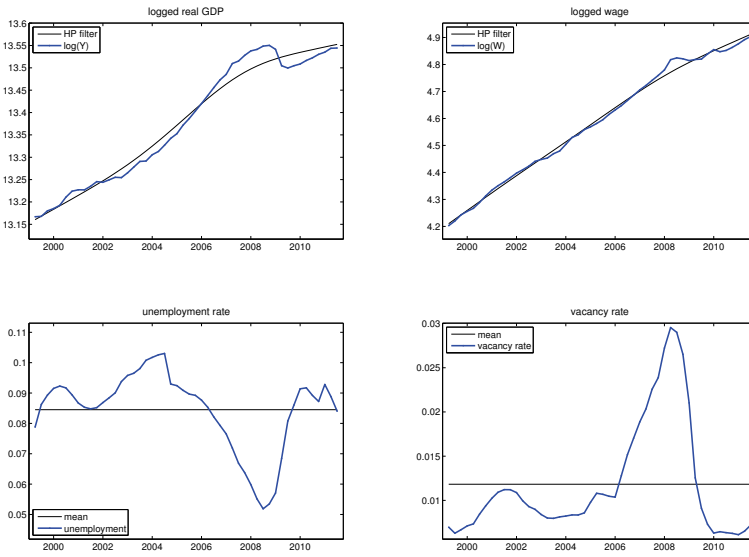 logged real GDP
HP filter
log(Y)
13.6
13.55
13.5
13.45
13.4
13.35
13.3
13.25
13.2
13.15
2000 2002 2004 2006 2008 2010
logged wage
HP filter
log(W)
4.9
4.8
4.7
4.6
4.5
4.4
4.3
4.2
2000 2002 2004 2006 2008 2010
unemployment rate
0.11
0.1
0.09
0.08
0.07
0.06
0.05
mean
unemployment
2000 2002 2004 2006 2008 2010
vacancy rate
mean
vacancy rate
0.03
0.025
0.02
0.015
0.01
2000 2002 2004 2006 2008 2010